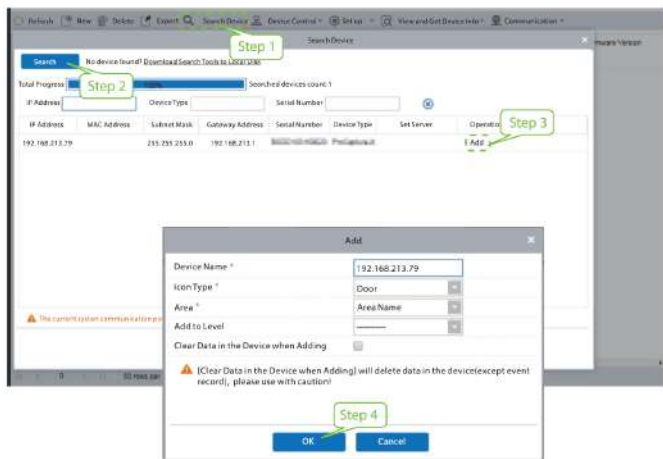 Refresh New Delete Export Search Device Device Control Set up View and Get Device Info Communication
Step 1
Search Device
Firmware Version
Search No device found! Download Search Tools to Local Disk
Step 2
Total Progress 100% Searched devices count:1
IP Address Device Type Serial Number
Step 3
IP Address MAC Address Subnet Mask Gateway Address Serial Number Device Type Set Server
192.168.213.79 255.255.255.0 192.168.213.1 Add
Add
Device Name * 192.168.213.79
Icon Type * Door
Area * Area Name
Add to Level ----------
Clear Data in the Device when Adding
The current system communication
[Clear Data in the Device when Adding] will delete data in the device(except event
record), please use with caution!
Step 4
OK Cancel